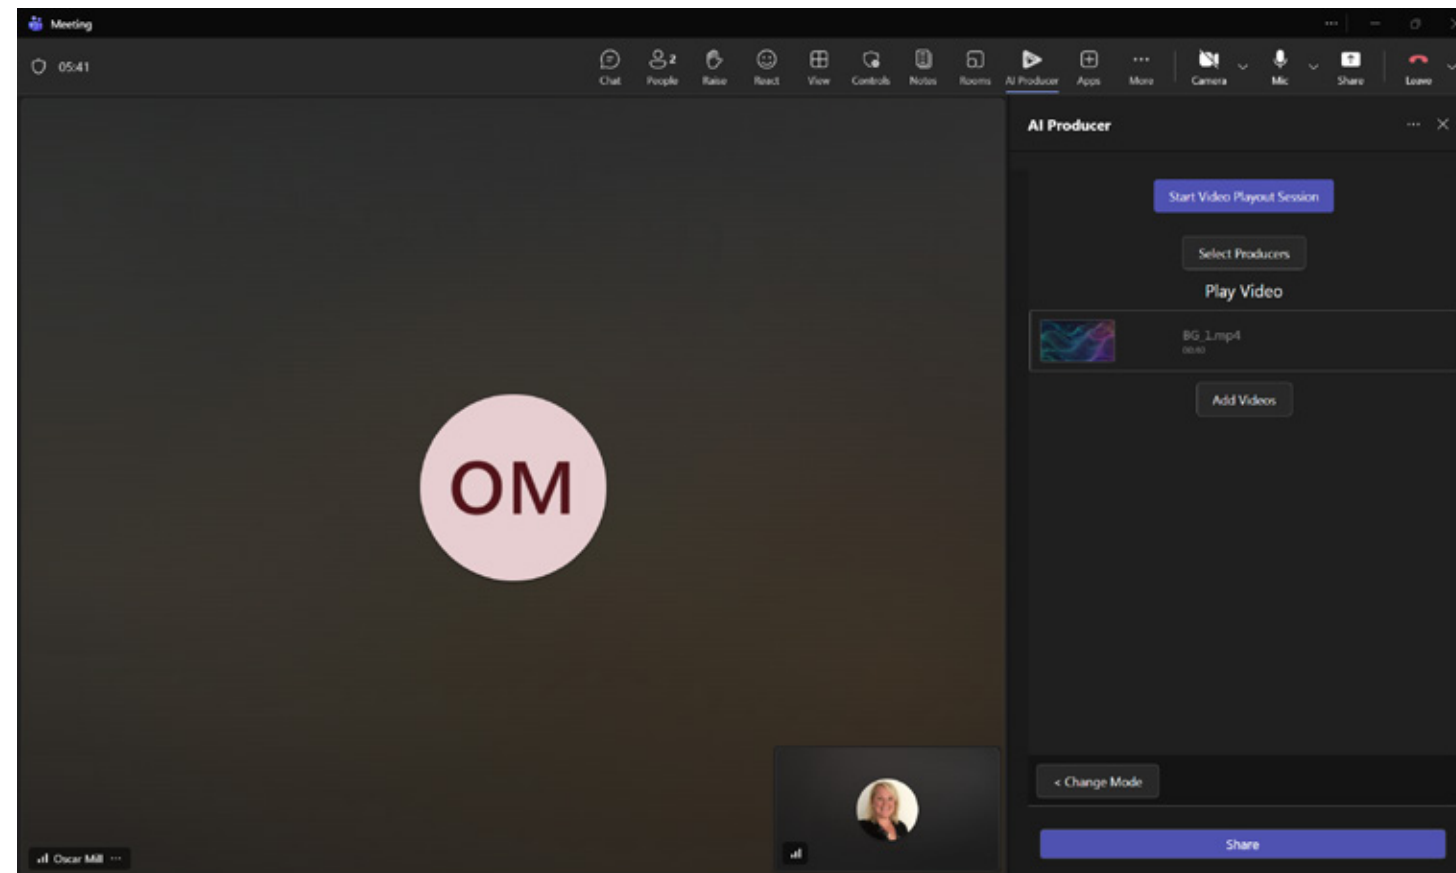 Meeting
05:41
Chat
People 2
Raise
React
View
Controls
Notes
Rooms
AI Producer
Apps
More
Camera
Mic
Share
Leave
AI Producer
Start Video Playout Session
Select Producers
Play Video
BG_1.mp4
Add Videos
OM
< Change Mode
Share
Oscar Mill